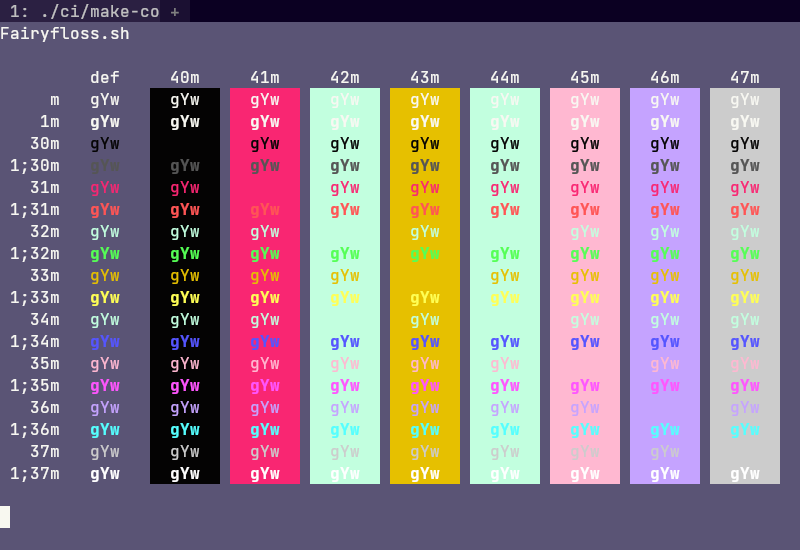 1: ./ci/make-co +
Fairyfloss.sh
def 40m 41m 42m 43m 44m 45m 46m 47m
m gYw gYw gYw gYw gYw gYw gYw gYw gYw
1m gYw gYw gYw gYw gYw gYw gYw gYw gYw
30m gYw gYw gYw gYw gYw gYw gYw gYw
1;30m gYw gYw gYw gYw gYw gYw gYw gYw gYw
31m gYw gYw gYw gYw gYw gYw gYw gYw
1;31m gYw gYw gYw gYw gYw gYw gYw gYw gYw
32m gYw gYw gYw gYw gYw gYw gYw
1;32m gYw gYw gYw gYw gYw gYw gYw gYw gYw
33m gYw gYw gYw gYw gYw gYw gYw gYw
1;33m gYw gYw gYw gYw gYw gYw gYw gYw gYw
34m gYw gYw gYw gYw gYw gYw gYw
1;34m gYw gYw gYw gYw gYw gYw gYw gYw gYw
35m gYw gYw gYw gYw gYw gYw gYw gYw
1;35m gYw gYw gYw gYw gYw gYw gYw gYw gYw
36m gYw gYw gYw gYw gYw gYw gYw gYw
1;36m gYw gYw gYw gYw gYw gYw gYw gYw gYw
37m gYw gYw gYw gYw gYw gYw gYw gYw
1;37m gYw gYw gYw gYw gYw gYw gYw gYw gYw